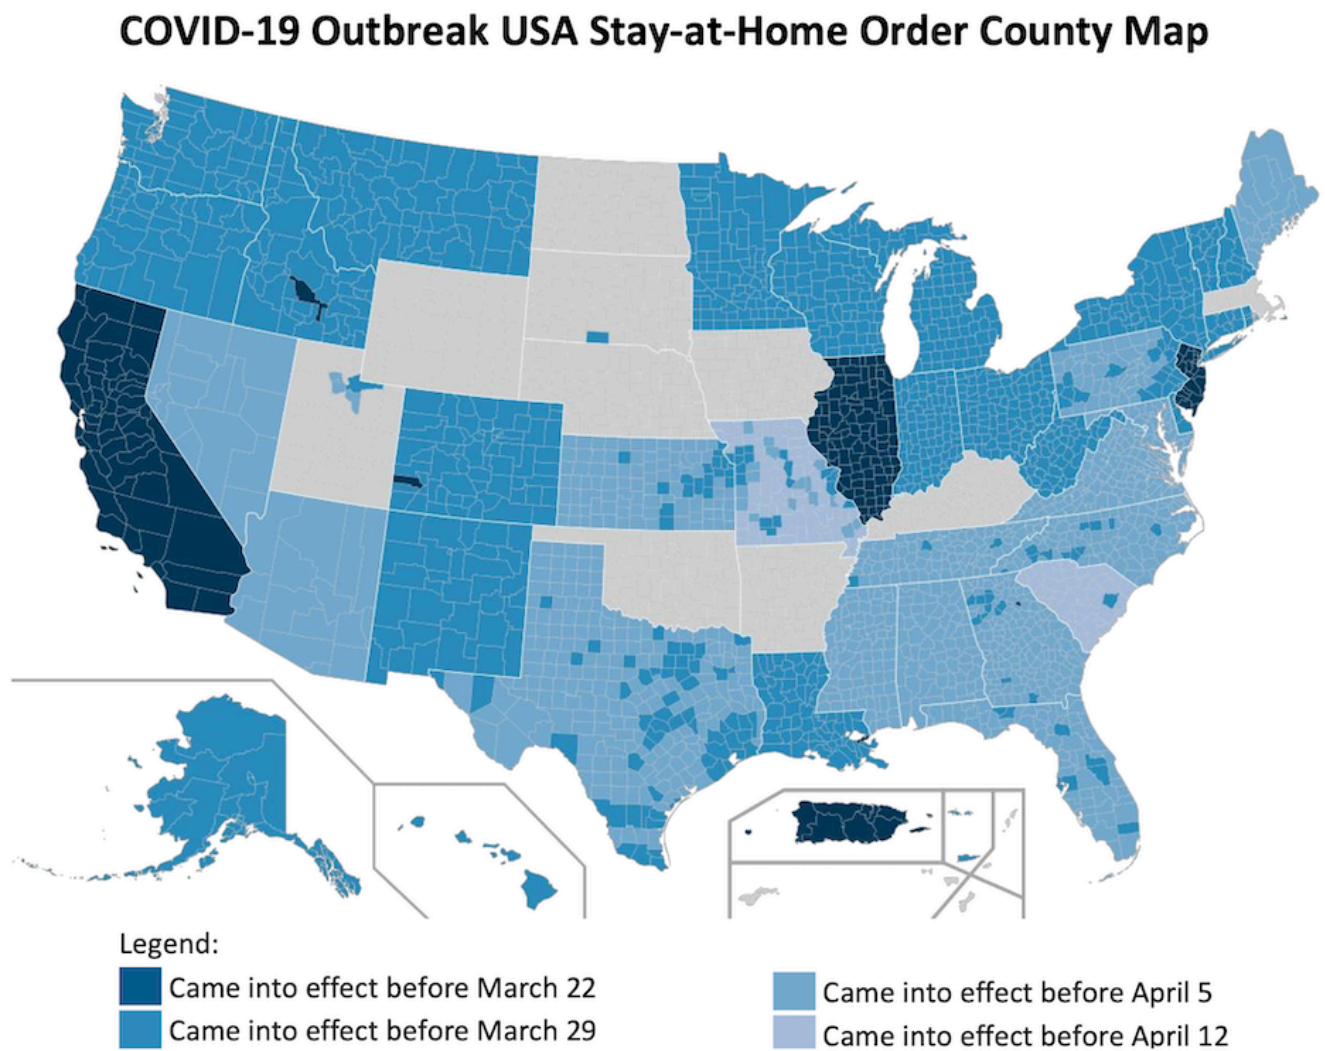 COVID-19 Outbreak USA Stay-at-Home Order County Map
Legend:
Came into effect before March 22
Came into effect before March 29
Came into effect before April 5
Came into effect before April 12